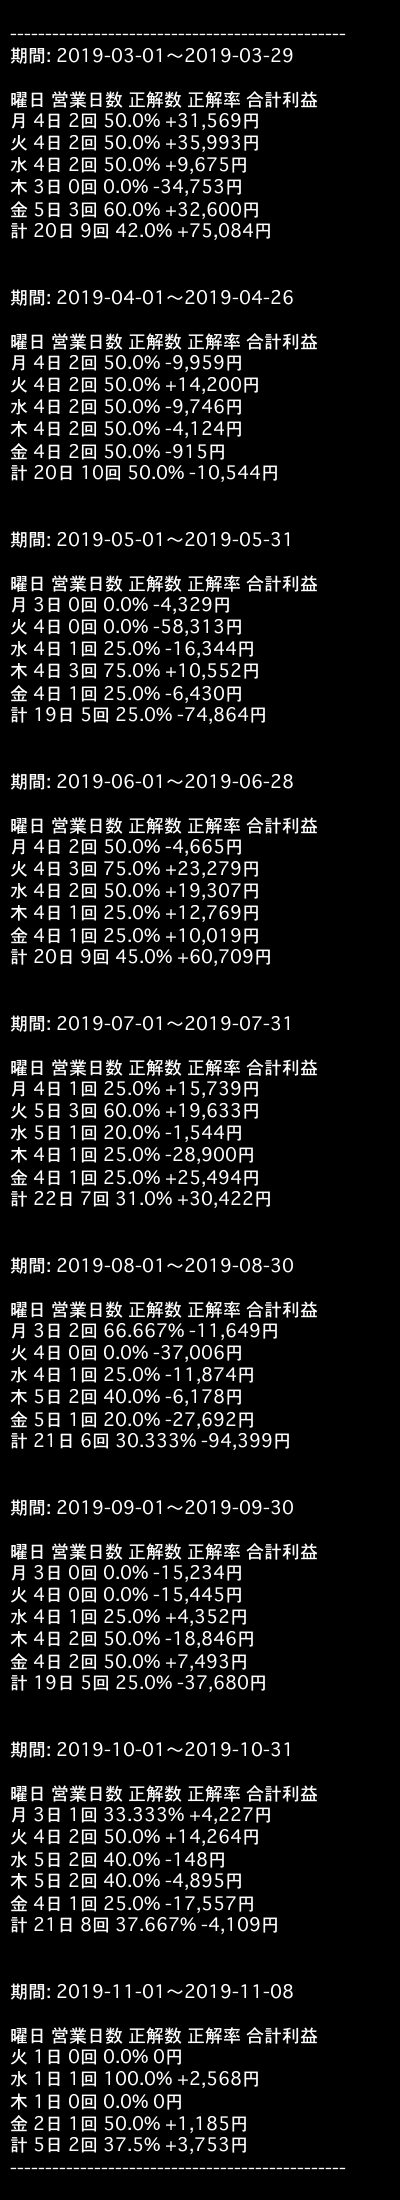 ------------------------------------------------
期間: 2019-03-01～2019-03-29
曜日 営業日数 正解数 正解率 合計利益
月 4日 2回 50.0% +31,569円
火 4日 2回 50.0% +35,993円
水 4日 2回 50.0% +9,675円
木 3日 0回 0.0% -34,753円
金 5日 3回 60.0% +32,600円
計 20日 9回 42.0% +75,084円
期間: 2019-04-01～2019-04-26
曜日 営業日数 正解数 正解率 合計利益
月 4日 2回 50.0% -9,959円
火 4日 2回 50.0% +14,200円
水 4日 2回 50.0% -9,746円
木 4日 2回 50.0% -4,124円
金 4日 2回 50.0% -915円
計 20日 10回 50.0% -10,544円
期間: 2019-05-01～2019-05-31
曜日 営業日数 正解数 正解率 合計利益
月 3日 0回 0.0% -4,329円
火 4日 0回 0.0% -58,313円
水 4日 1回 25.0% -16,344円
木 4日 3回 75.0% +10,552円
金 4日 1回 25.0% -6,430円
計 19日 5回 25.0% -74,864円
期間: 2019-06-01～2019-06-28
曜日 営業日数 正解数 正解率 合計利益
月 4日 2回 50.0% -4,665円
火 4日 3回 75.0% +23,279円
水 4日 2回 50.0% +19,307円
木 4日 1回 25.0% +12,769円
金 4日 1回 25.0% +10,019円
計 20日 9回 45.0% +60,709円
期間: 2019-07-01～2019-07-31
曜日 営業日数 正解数 正解率 合計利益
月 4日 1回 25.0% +15,739円
火 5日 3回 60.0% +19,633円
水 5日 1回 20.0% -1,544円
木 4日 1回 25.0% -28,900円
金 4日 1回 25.0% +25,494円
計 22日 7回 31.0% +30,422円
期間: 2019-08-01～2019-08-30
曜日 営業日数 正解数 正解率 合計利益
月 3日 2回 66.667% -11,649円
火 4日 0回 0.0% -37,006円
水 4日 1回 25.0% -11,874円
木 5日 2回 40.0% -6,178円
金 5日 1回 20.0% -27,692円
計 21日 6回 30.333% -94,399円
期間: 2019-09-01～2019-09-30
曜日 営業日数 正解数 正解率 合計利益
月 3日 0回 0.0% -15,234円
火 4日 0回 0.0% -15,445円
水 4日 1回 25.0% +4,352円
木 4日 2回 50.0% -18,846円
金 4日 2回 50.0% +7,493円
計 19日 5回 25.0% -37,680円
期間: 2019-10-01～2019-10-31
曜日 営業日数 正解数 正解率 合計利益
月 3日 1回 33.333% +4,227円
火 4日 2回 50.0% +14,264円
水 5日 2回 40.0% -148円
木 5日 2回 40.0% -4,895円
金 4日 1回 25.0% -17,557円
計 21日 8回 37.667% -4,109円
期間: 2019-11-01～2019-11-08
曜日 営業日数 正解数 正解率 合計利益
火 1日 0回 0.0% 0円
水 1日 1回 100.0% +2,568円
木 1日 0回 0.0% 0円
金 2日 1回 50.0% +1,185円
計 5日 2回 37.5% +3,753円
------------------------------------------------